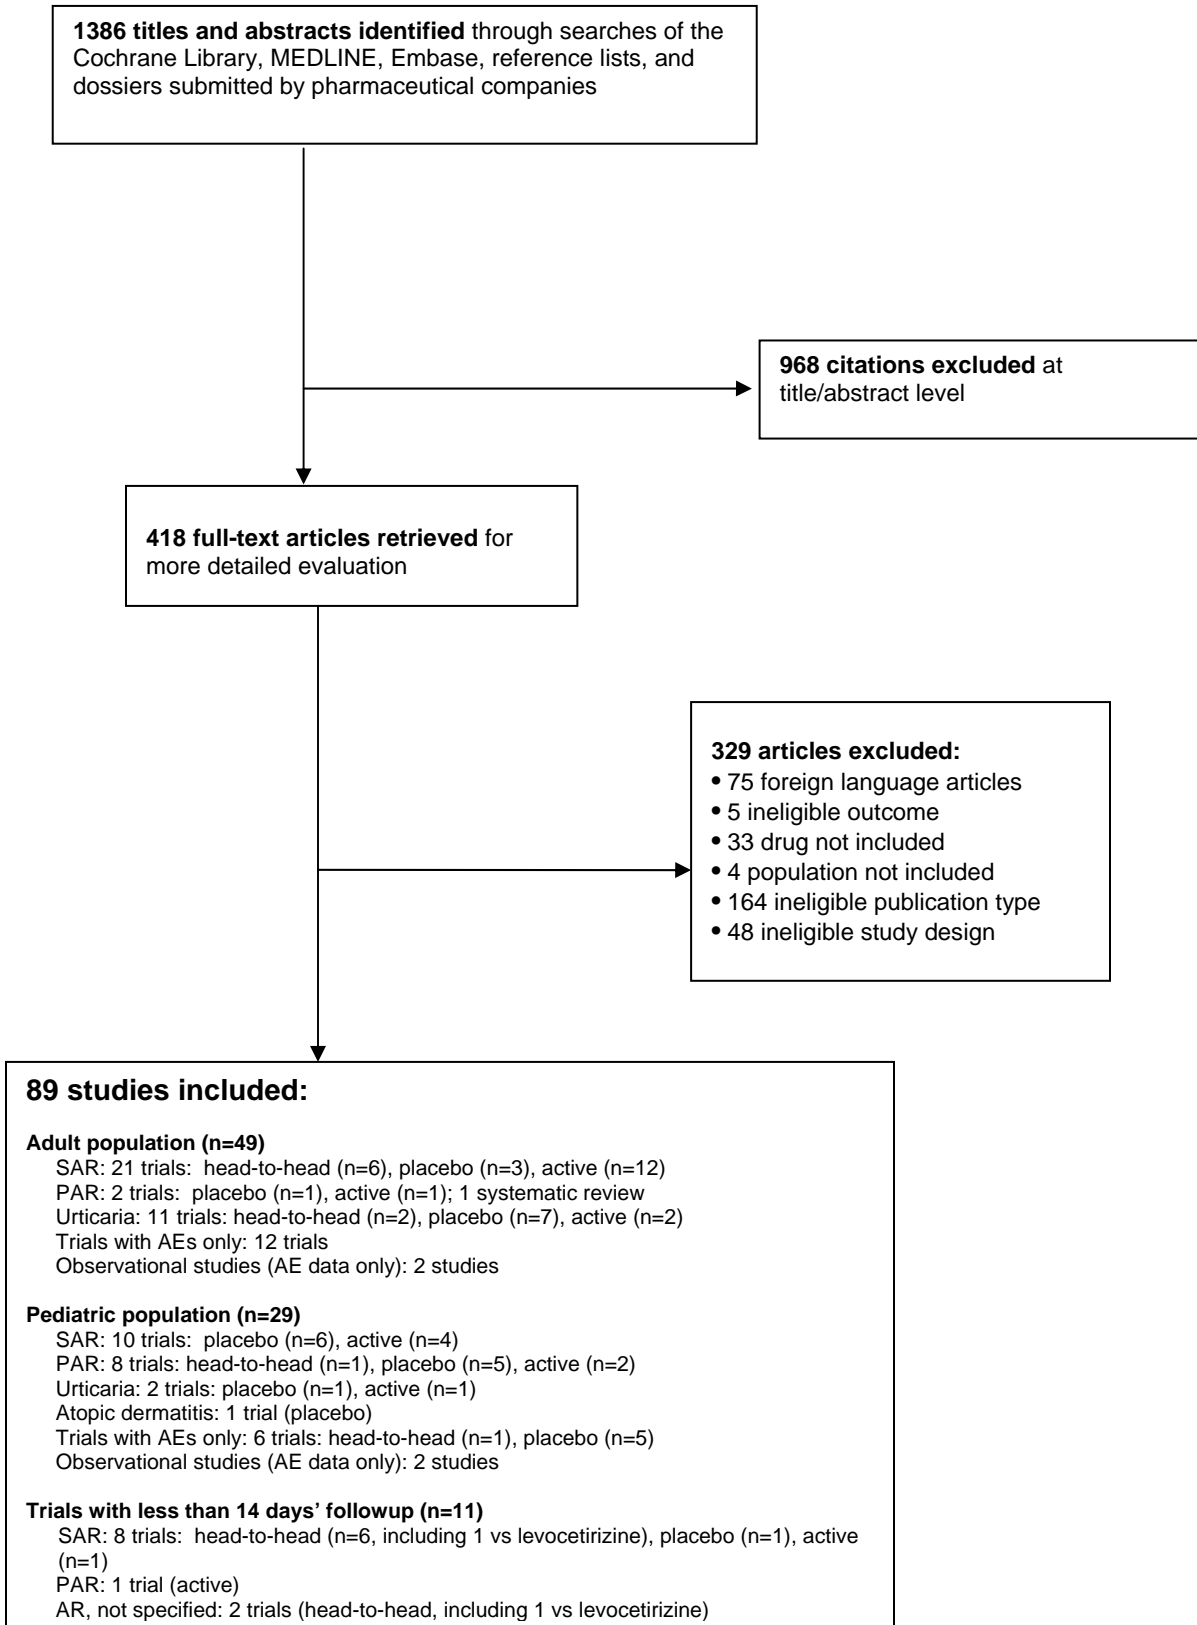 1386 titles and abstracts identified through searches of the
Cochrane Library, MEDLINE, Embase, reference lists, and
dossiers submitted by pharmaceutical companies
968 citations excluded at
title/abstract level
418 full-text articles retrieved for
more detailed evaluation
329 articles excluded:
• 75 foreign language articles
• 5 ineligible outcome
• 33 drug not included
• 4 population not included
• 164 ineligible publication type
• 48 ineligible study design
89 studies included:
Adult population (n=49)
SAR: 21 trials:  head-to-head (n=6), placebo (n=3), active (n=12)
PAR: 2 trials:  placebo (n=1), active (n=1); 1 systematic review
Urticaria: 11 trials: head-to-head (n=2), placebo (n=7), active (n=2)
Trials with AEs only: 12 trials
Observational studies (AE data only): 2 studies
Pediatric population (n=29)
SAR: 10 trials:  placebo (n=6), active (n=4)
PAR: 8 trials: head-to-head (n=1), placebo (n=5), active (n=2)
Urticaria: 2 trials: placebo (n=1), active (n=1)
Atopic dermatitis: 1 trial (placebo)
Trials with AEs only: 6 trials: head-to-head (n=1), placebo (n=5)
Observational studies (AE data only): 2 studies
Trials with less than 14 days’ followup (n=11)
SAR: 8 trials:  head-to-head (n=6, including 1 vs levocetirizine), placebo (n=1), active
(n=1)
PAR: 1 trial (active)
AR, not specified: 2 trials (head-to-head, including 1 vs levocetirizine)